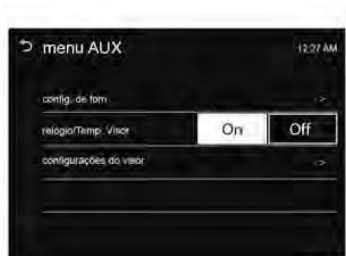 menu AUX
12:27 AM
config. de tom
>
relógio/Temp. Visor
On
Off
configurações do visor
>